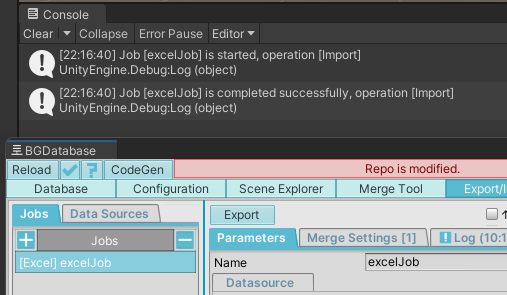 Console
Clear Collapse Error Pause Editor
[22:16:40] Job [excelJob] is started, operation [Import]
UnityEngine.Debug:Log (object)
[22:16:40] Job [excelJob] is completed successfully, operation [Import]
UnityEngine.Debug:Log (object)
BGDatabase
Reload ? CodeGen Repo is modified.
Database Configuration Scene Explorer Merge Tool Export/I
Jobs Data Sources Export
Jobs Parameters Merge Settings [1] Log (10:1
[Excel] excelJob Name excelJob
Datasource